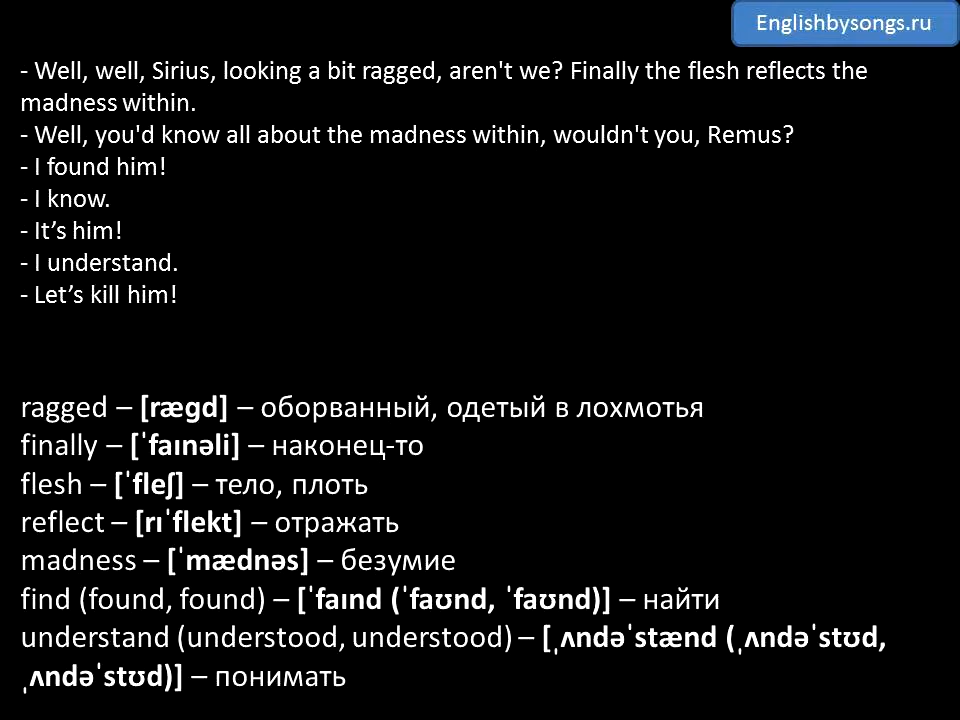 Englishbysongs.ru
- Well, well, Sirius, looking a bit ragged, aren't we? Finally the flesh reflects the
madness within.
- Well, you'd know all about the madness within, wouldn't you, Remus?
- I found him!
- I know.
- It’s him!
- I understand.
- Let’s kill him!
ragged – [rægd] – оборванный, одетый в лохмотья
finally – [ˈfaɪnəli] – наконец-то
flesh – [ˈfleʃ] – тело, плоть
reflect – [rɪˈflekt] – отражать
madness – [ˈmædnəs] – безумие
find (found, found) – [ˈfaɪnd (ˈfaʊnd, ˈfaʊnd)] – найти
understand (understood, understood) – [ˌʌndəˈstænd (ˌʌndəˈstʊd,
ˌʌndəˈstʊd)] – понимать